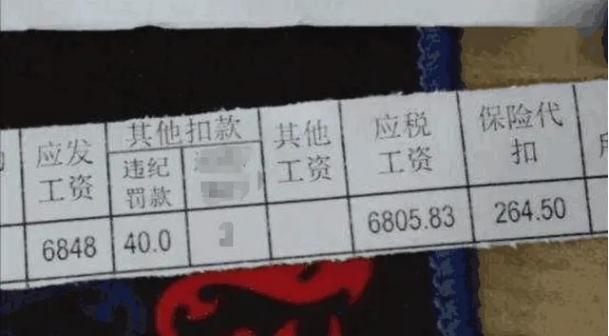 应发工资
其他扣款
违纪罚款
其他工资
应税工资
保险代扣
6848
40.0
6805.83
264.50